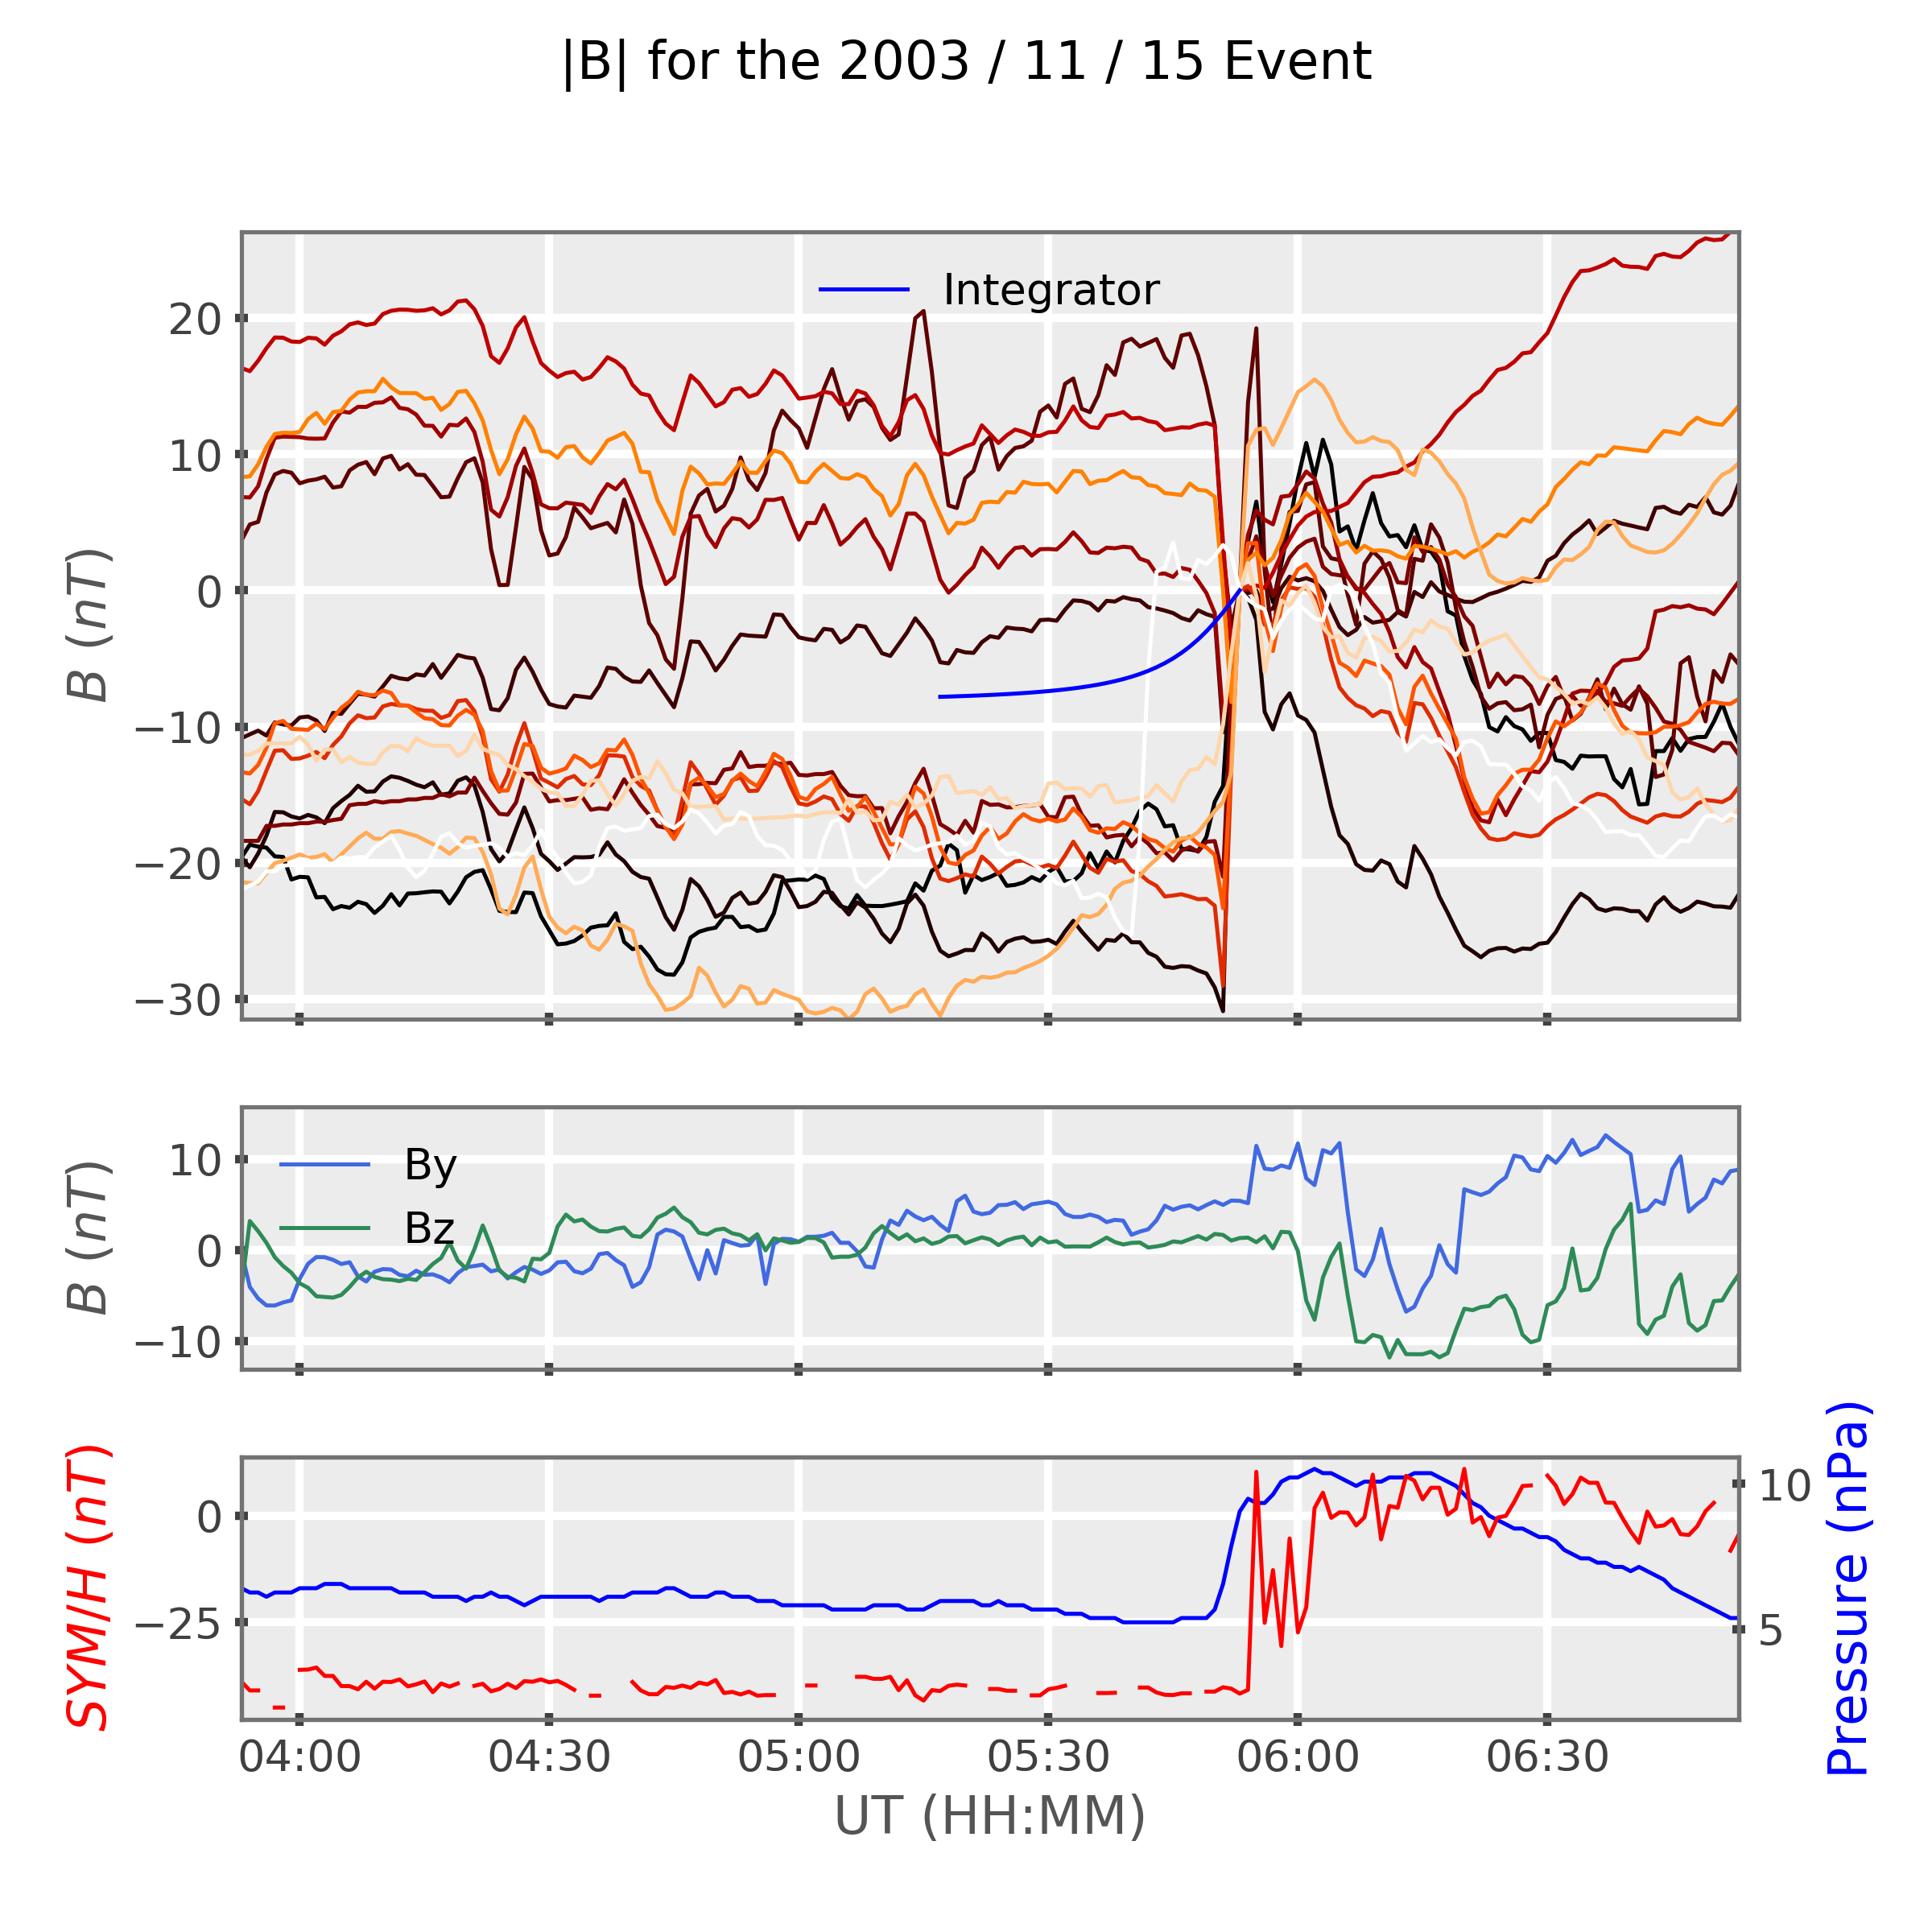 |B| for the 2003 / 11 / 15 Event
Integrator
20
10
0
−10
−20
−30
B (nT)
By
Bz
10
0
−10
B (nT)
0
−25
SYM/H (nT)
10
5
Pressure (nPa)
04:00 04:30 05:00 05:30 06:00 06:30
UT (HH:MM)